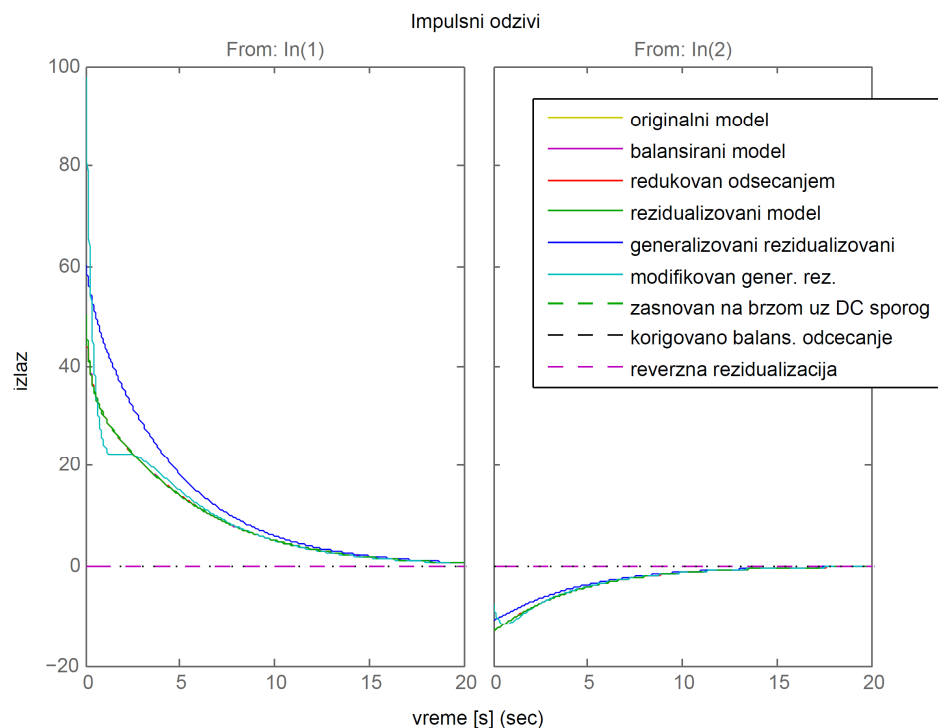 Impulsni odzivi
From: In(1)
From: In(2)
100
80
60
40
20
0
−20
izlaz
originalni model
balansirani model
redukovan odsecanjem
rezidualizovani model
generalizovani rezidualizovani
modifikovan gener. rez.
zasnovan na brzom uz DC sporog
korigovano balans. odcecanje
reverzna rezidualizacija
0 5 10 15 20
0 5 10 15 20
vreme [s] (sec)